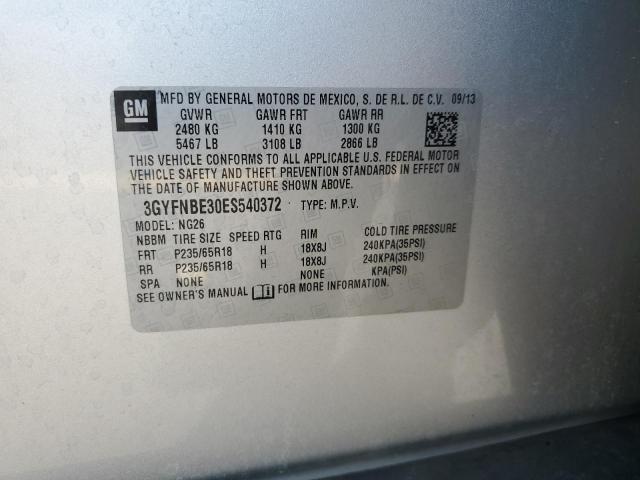 GM
MFD BY GENERAL MOTORS DE MEXICO, S. DE R.L. DE C.V. 09/13
GVWR GAWR FRT GAWR RR
2480 KG 1410 KG 1300 KG
5467 LB 3108 LB 2866 LB
THIS VEHICLE CONFORMS TO ALL APPLICABLE U.S. FEDERAL MOTOR
VEHICLE SAFETY AND THEFT PREVENTION STANDARDS IN EFFECT ON
THE DATE OF MANUFACTURE SHOWN ABOVE.
3GYFNBE30ES540372 TYPE: M.P.V.
MODEL: NG26
NBBM TIRE SIZE SPEED RTG RIM COLD TIRE PRESSURE
FRT P235/65R18 H 18X8J 240KPA(35PSI)
RR P235/65R18 H 18X8J 240KPA(35PSI)
SPA NONE NONE KPA(PSI)
SEE OWNER'S MANUAL i FOR MORE INFORMATION.